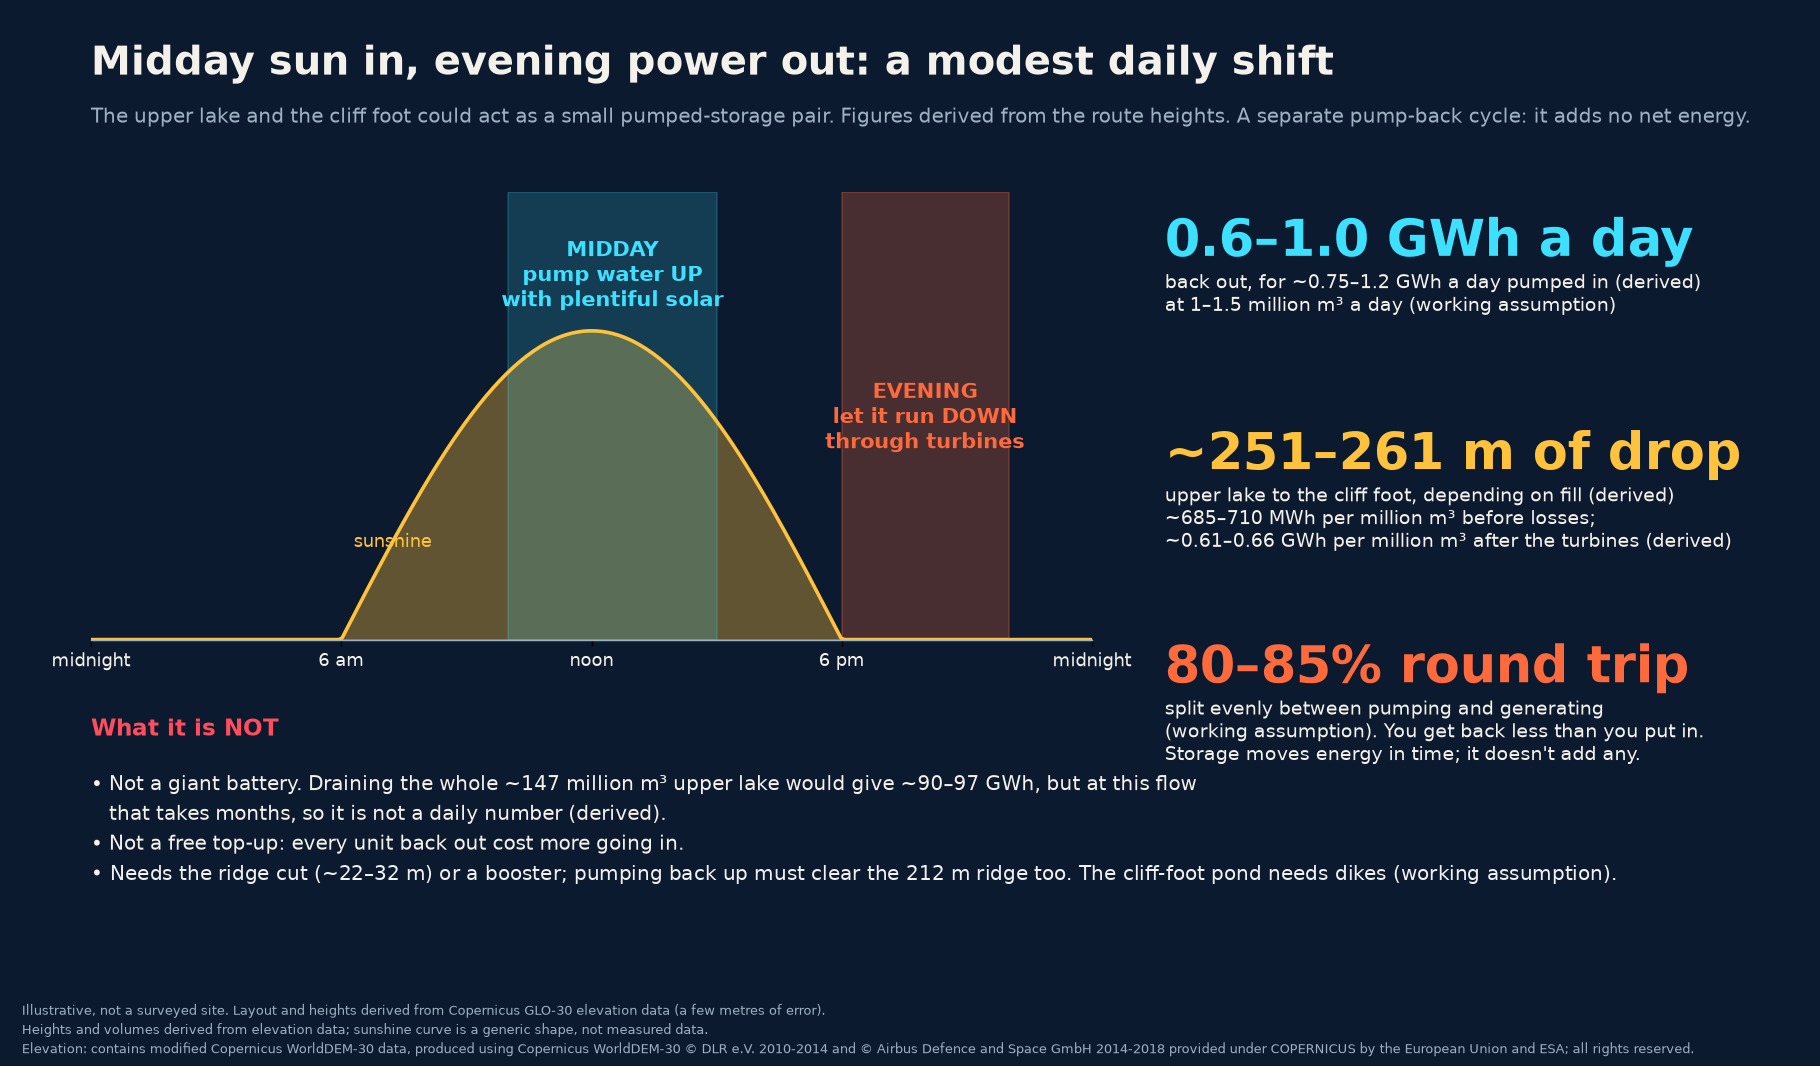 Midday sun in, evening power out: a modest daily shift
The upper lake and the cliff foot could act as a small pumped-storage pair. Figures derived from the route heights. A separate pump-back cycle: it adds no net energy.
MIDDAY
pump water UP
with plentiful solar
EVENING
let it run DOWN
through turbines
sunshine
midnight
6 am
noon
6 pm
midnight
0.6–1.0 GWh a day
back out, for ~0.75–1.2 GWh a day pumped in (derived)
at 1–1.5 million m³ a day (working assumption)
~251–261 m of drop
upper lake to the cliff foot, depending on fill (derived)
~685–710 MWh per million m³ before losses;
~0.61–0.66 GWh per million m³ after the turbines (derived)
80–85% round trip
split evenly between pumping and generating
(working assumption). You get back less than you put in.
Storage moves energy in time; it doesn't add any.
What it is NOT
• Not a giant battery. Draining the whole ~147 million m³ upper lake would give ~90–97 GWh, but at this flow
that takes months, so it is not a daily number (derived).
• Not a free top-up: every unit back out cost more going in.
• Needs the ridge cut (~22–32 m) or a booster; pumping back up must clear the 212 m ridge too. The cliff-foot pond needs dikes (working assumption).
Illustrative, not a surveyed site. Layout and heights derived from Copernicus GLO-30 elevation data (a few metres of error).
Heights and volumes derived from elevation data; sunshine curve is a generic shape, not measured data.
Elevation: contains modified Copernicus WorldDEM-30 data, produced using Copernicus WorldDEM-30 © DLR e.V. 2010-2014 and © Airbus Defence and Space GmbH 2014-2018 provided under COPERNICUS by the European Union and ESA; all rights reserved.